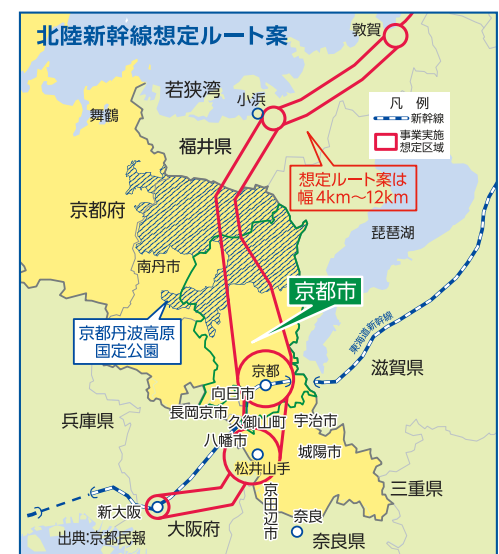 北陸新幹線想定ルート案
敦賀
若狭湾
小浜
凡 例
新幹線
事業実施
想定区域
舞鶴
福井県
想定ルート案は
幅4km～12km
京都府
琵琶湖
南丹市
京都市
京都丹波高原
国定公園
東海道新幹線
滋賀県
京都
向日市
長岡京市
久御山町
宇治市
兵庫県
八幡市
城陽市
松井山手
京田辺市
三重県
新大阪
大阪府
奈良
奈良県
出典:京都民報